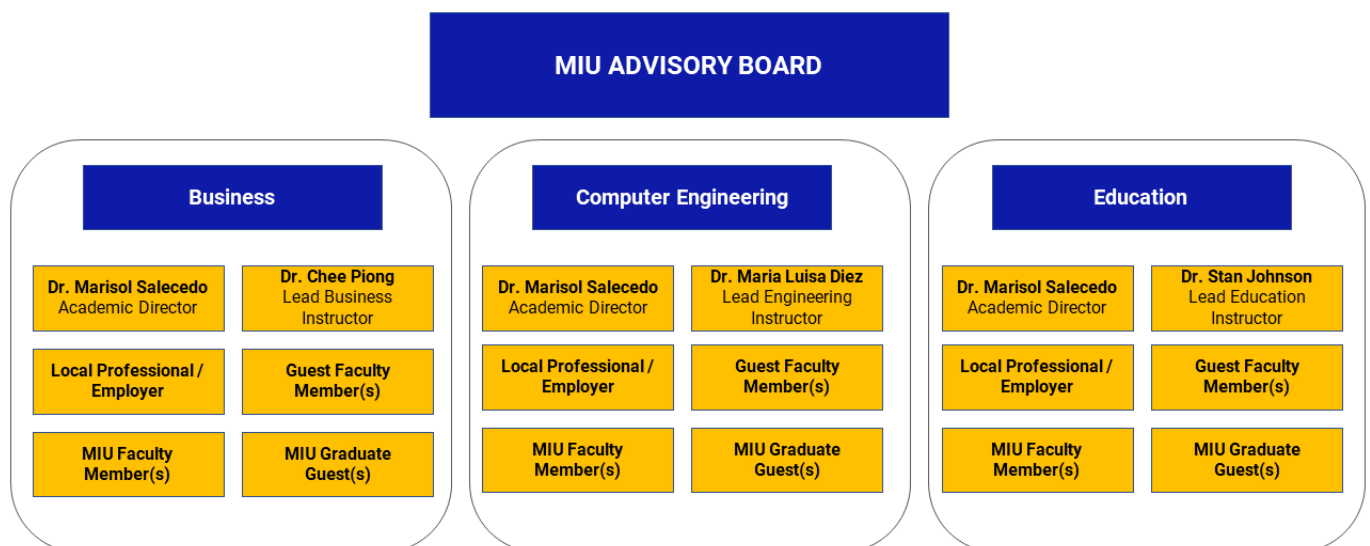 MIU ADVISORY BOARD
Business
Dr. Marisol Salecedo
Academic Director
Dr. Chee Piong
Lead Business
Instructor
Local Professional /
Employer
Guest Faculty
Member(s)
MIU Faculty
Member(s)
MIU Graduate
Guest(s)
Computer Engineering
Dr. Marisol Salecedo
Academic Director
Dr. Maria Luisa Diez
Lead Engineering
Instructor
Local Professional /
Employer
Guest Faculty
Member(s)
MIU Faculty
Member(s)
MIU Graduate
Guest(s)
Education
Dr. Marisol Salecedo
Academic Director
Dr. Stan Johnson
Lead Education
Instructor
Local Professional /
Employer
Guest Faculty
Member(s)
MIU Faculty
Member(s)
MIU Graduate
Guest(s)